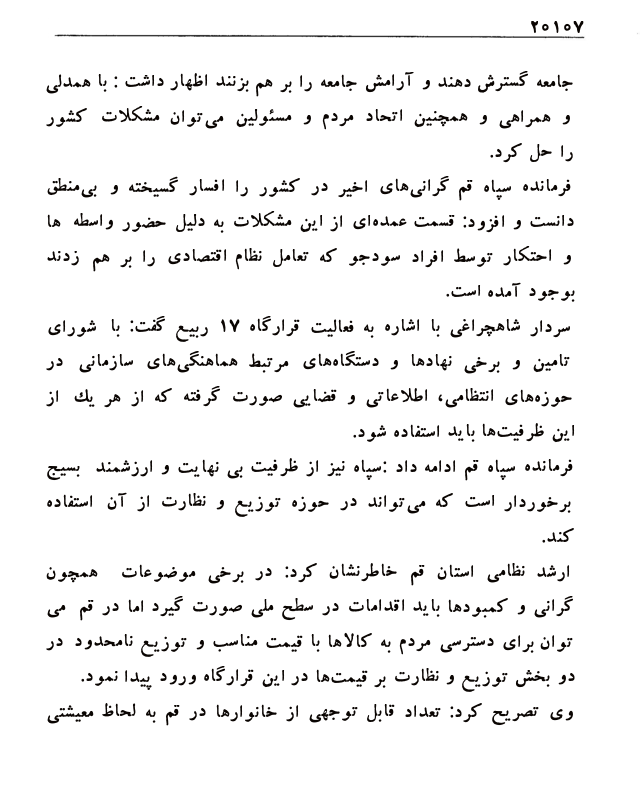 ۲۰۱۰۷
جامعه گسترش دهند و آرامش جامعه را بر هم بزنند اظهار داشت : با همدلی
و همراهی و همچنین اتحاد مردم و مسئولین می‌توان مشکلات کشور
را حل کرد.
فرمانده سپاه قم گرانی‌های اخیر در کشور را افسار گسیخته و بی‌منطق
دانست و افزود: قسمت عمده‌ای از این مشکلات به دلیل حضور واسطه ها
و احتکار توسط افراد سودجو که تعامل نظام اقتصادی را بر هم زدند
بوجود آمده است.
سردار شاهچراغی با اشاره به فعالیت قرارگاه ۱۷ ربیع گفت: با شورای
تامین و برخی نهادها و دستگاه‌های مرتبط هماهنگی‌های سازمانی در
حوزه‌های انتظامی، اطلاعاتی و قضایی صورت گرفته که از هر یك از
این ظرفیت‌ها باید استفاده شود.
فرمانده سپاه قم ادامه داد :سپاه نیز از ظرفیت بی نهایت و ارزشمند بسیج
برخوردار است که می‌تواند در حوزه توزیع و نظارت از آن استفاده
کند.
ارشد نظامی استان قم خاطرنشان کرد: در برخی موضوعات همچون
گرانی و کمبودها باید اقدامات در سطح ملی صورت گیرد اما در قم می
توان برای دسترسی مردم به کالاها با قیمت مناسب و توزیع نامحدود در
دو بخش توزیع و نظارت بر قیمت‌ها در این قرارگاه ورود پیدا نمود.
وی تصریح کرد: تعداد قابل توجهی از خانوارها در قم به لحاظ معیشتی